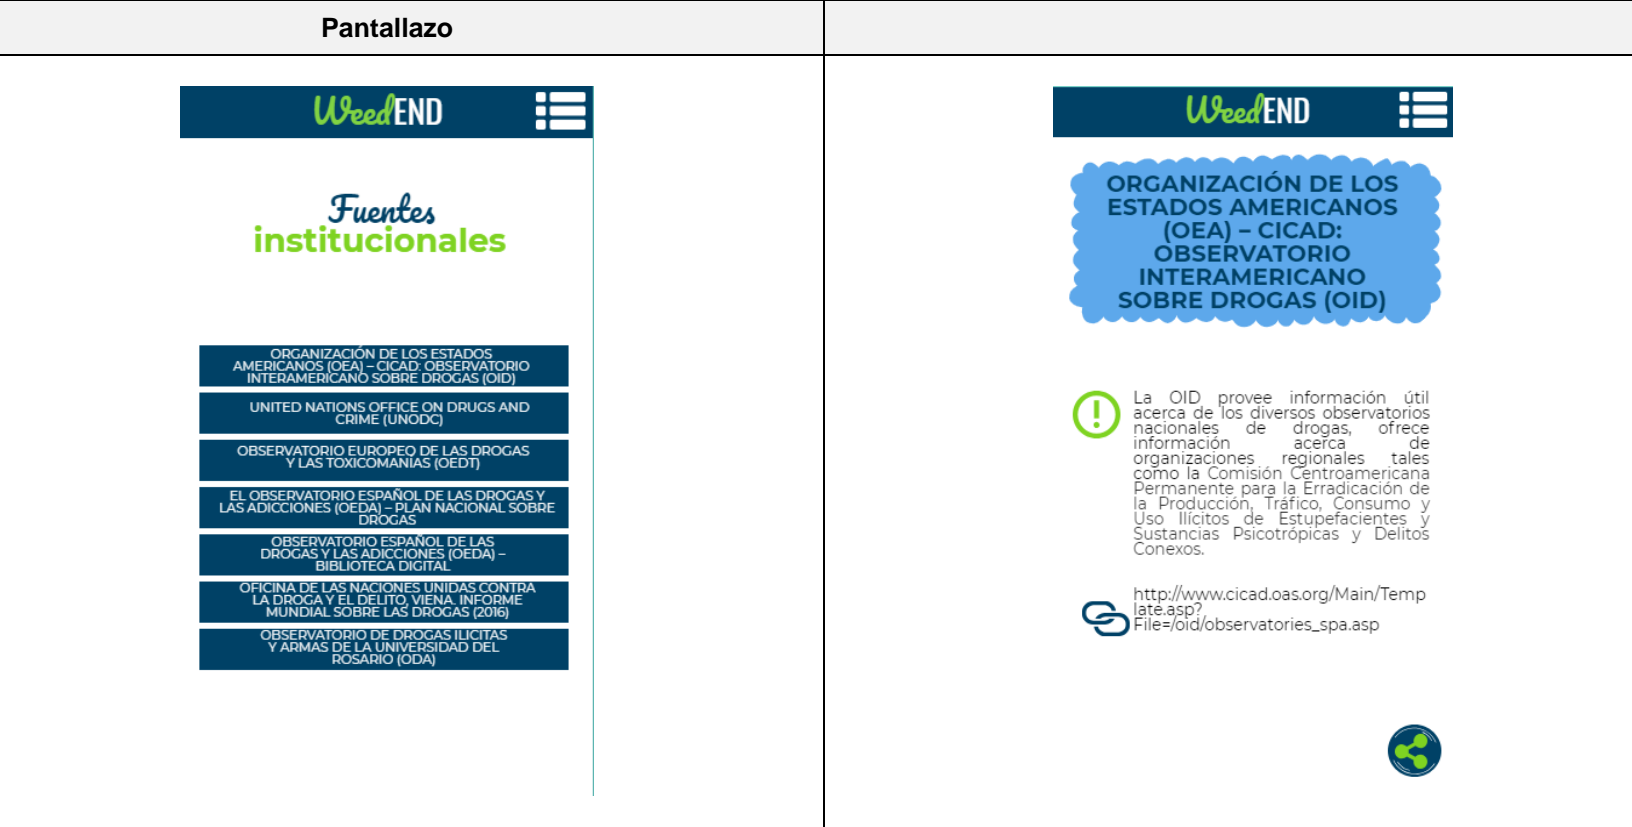 Pantallazo
WeedEND
Fuentes
institucionales
ORGANIZACIÓN DE LOS ESTADOS
AMERICANOS (OEA) – CICAD: OBSERVATORIO
INTERAMERICANO SOBRE DROGAS (OID)
UNITED NATIONS OFFICE ON DRUGS AND
CRIME (UNODC)
OBSERVATORIO EUROPEO DE LAS DROGAS
Y LAS TOXICOMANÍAS (OEDT)
EL OBSERVATORIO ESPAÑOL DE LAS DROGAS Y
LAS ADICCIONES (OEDA) – PLAN NACIONAL SOBRE
DROGAS
OBSERVATORIO ESPAÑOL DE LAS
DROGAS Y LAS ADICCIONES (OEDA) –
BIBLIOTECA DIGITAL
OFICINA DE LAS NACIONES UNIDAS CONTRA
LA DROGA Y EL DELITO, VIENA. INFORME
MUNDIAL SOBRE LAS DROGAS (2016)
OBSERVATORIO DE DROGAS ILICITAS
Y ARMAS DE LA UNIVERSIDAD DEL
ROSARIO (ODA)
WeedEND
ORGANIZACIÓN DE LOS
ESTADOS AMERICANOS
(OEA) – CICAD:
OBSERVATORIO
INTERAMERICANO
SOBRE DROGAS (OID)
La OID provee información útil
acerca de los diversos observatorios
nacionales de drogas, ofrece
información acerca de
organizaciones regionales tales
como la Comisión Centroamericana
Permanente para la Erradicación de
la Producción, Tráfico, Consumo y
Uso Ilícitos de Estupefacientes y
Sustancias Psicotrópicas y Delitos
Conexos.
http://www.cicad.oas.org/Main/Temp
late.asp?
File=/oid/observatories_spa.asp